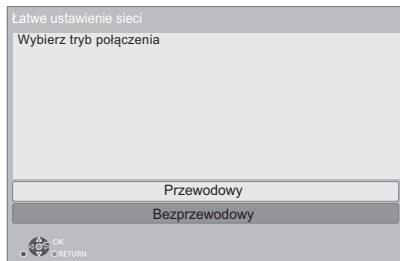 Łatwe ustawienie sieci
Wybierz tryb połączenia
Przewodowy
Bezprzewodowy
OK
RETURN